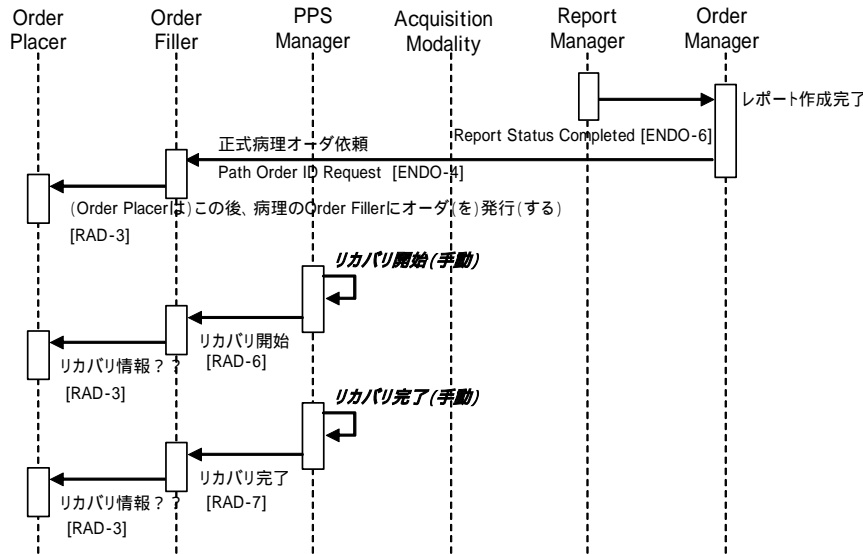 Order Placer
Order Filler
PPS Manager
Acquisition Modality
Report Manager
Order Manager
レポート作成完了
Report Status Completed [ENDO-6]
正式病理オーダ依頼
Path Order ID Request [ENDO-4]
(Order Placerは)この後、病理のOrder Fillerにオーダ(を)発行(する)
[RAD-3]
リカバリ開始(手動)
リカバリ開始
[RAD-6]
リカバリ情報??
[RAD-3]
リカバリ完了(手動)
リカバリ完了
[RAD-7]
リカバリ情報??
[RAD-3]